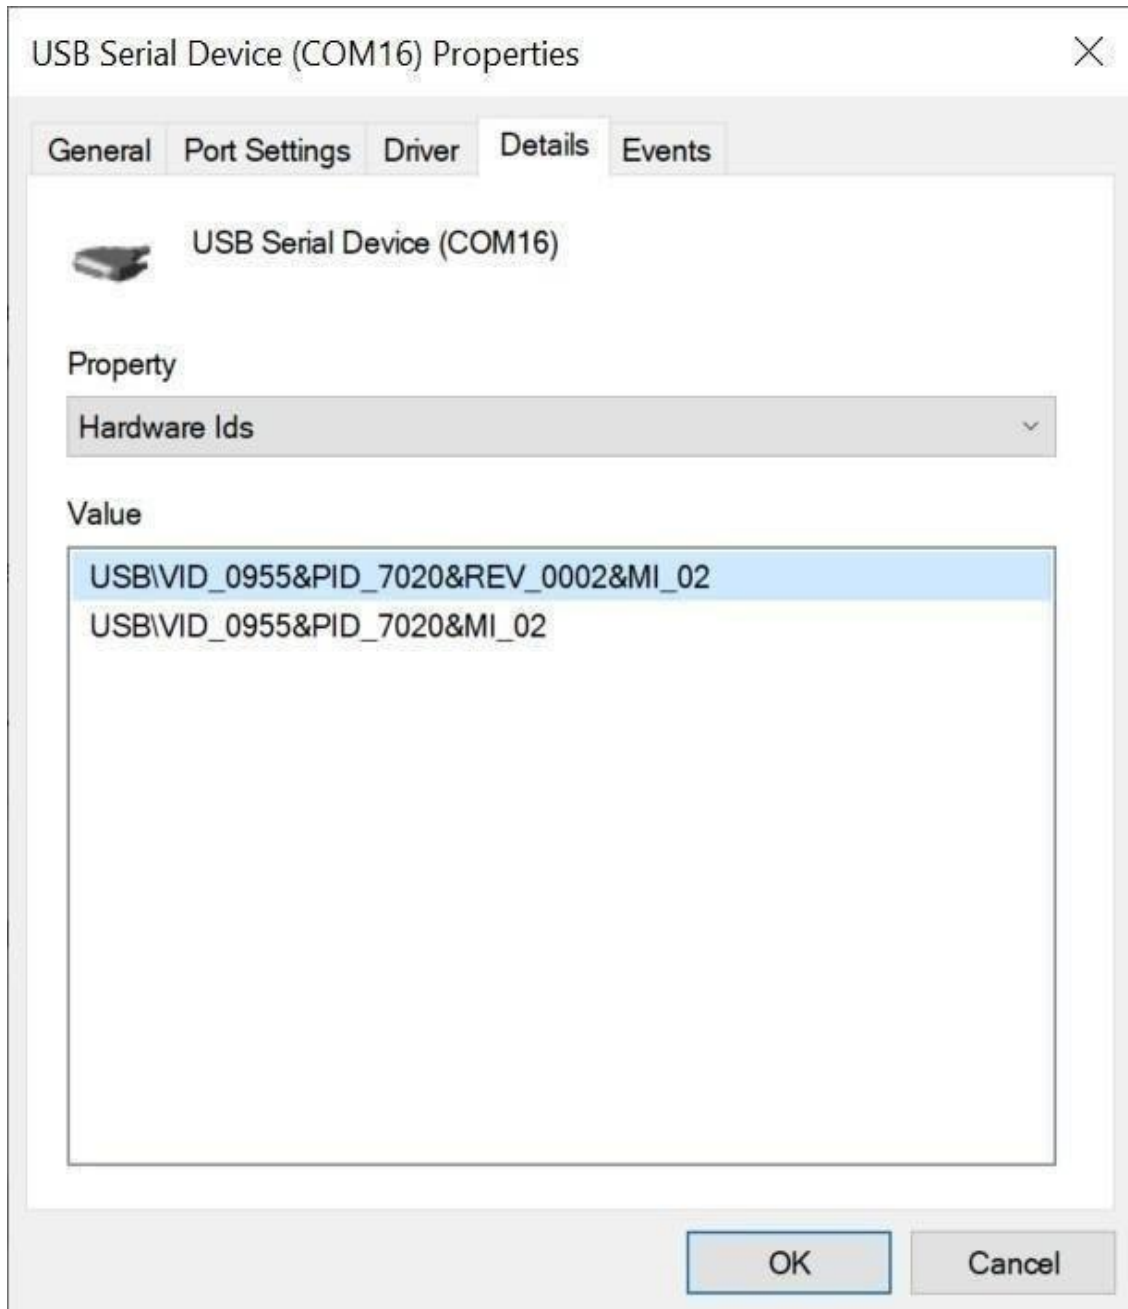 USB Serial Device (COM16) Properties
General Port Settings Driver Details Events
USB Serial Device (COM16)
Property
Hardware Ids
Value
USB\VID_0955&PID_7020&REV_0002&MI_02
USB\VID_0955&PID_7020&MI_02
OK Cancel